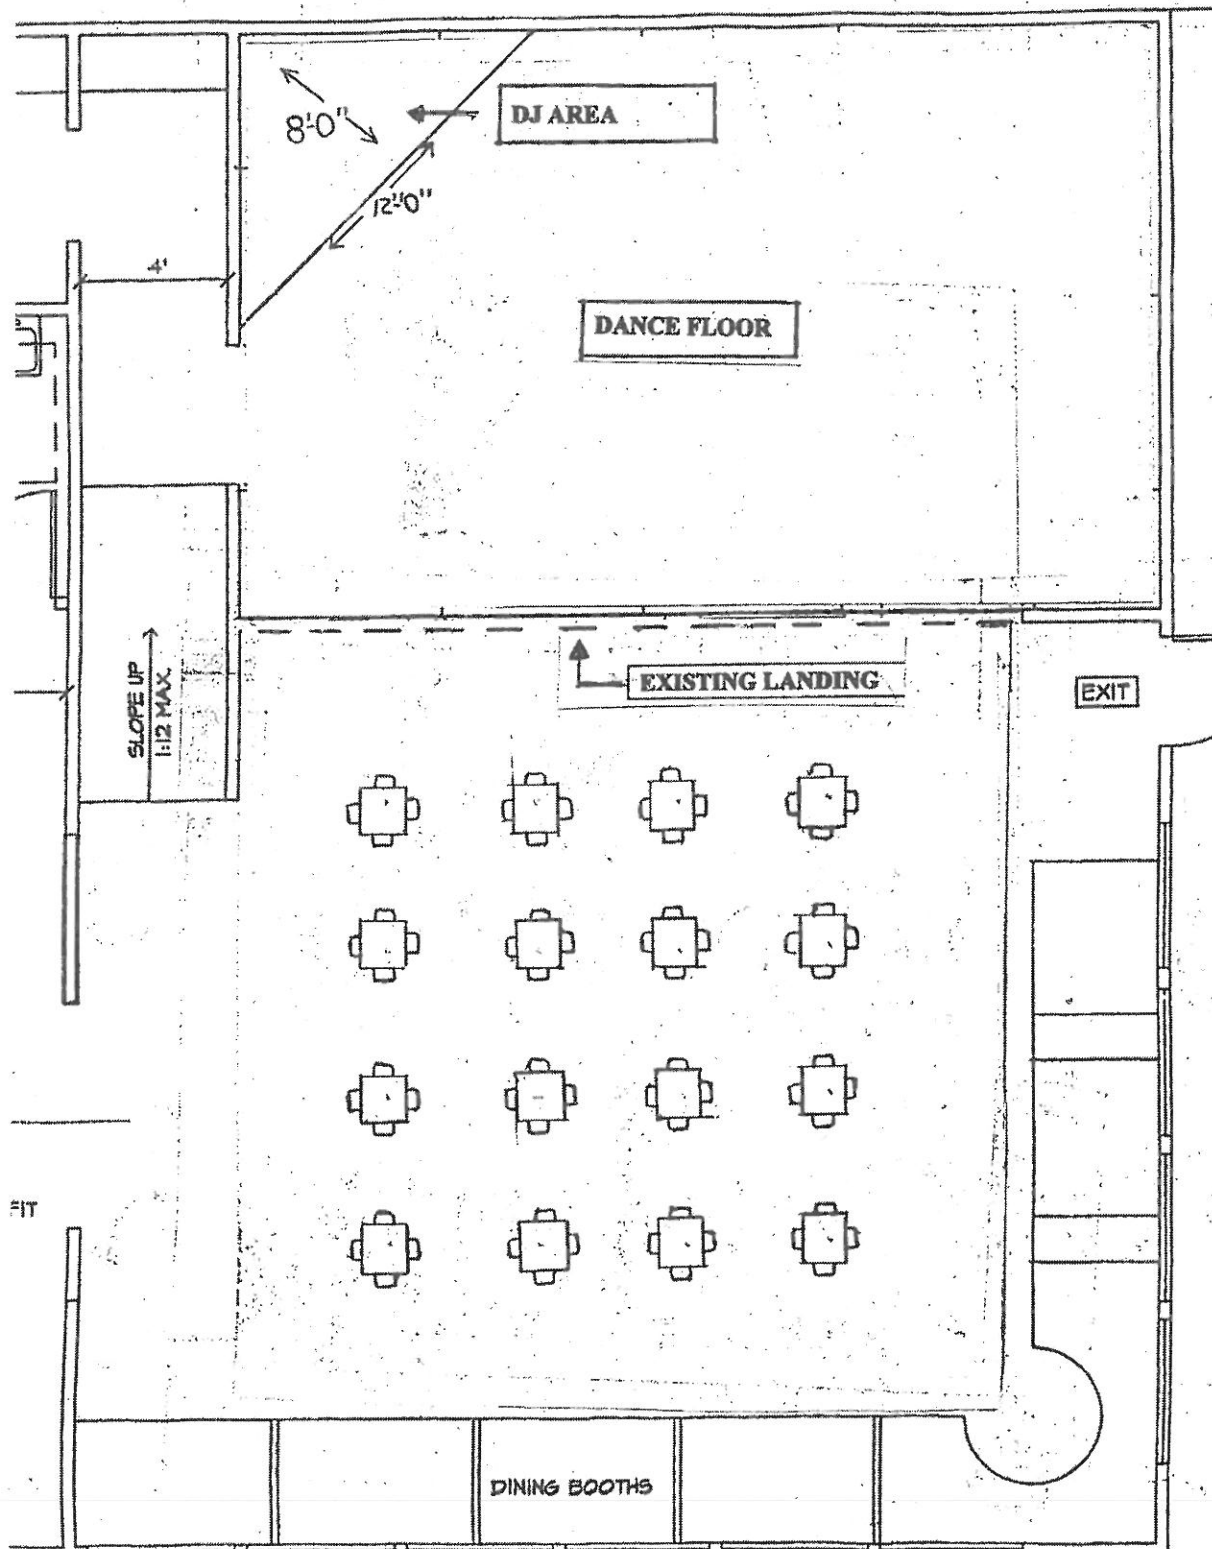 DJ AREA
8'-0"
12'-0"
4'
DANCE FLOOR
EXISTING LANDING
EXIT
SLOPE UP
1:12 MAX.
FIT
DINING BOOTHS